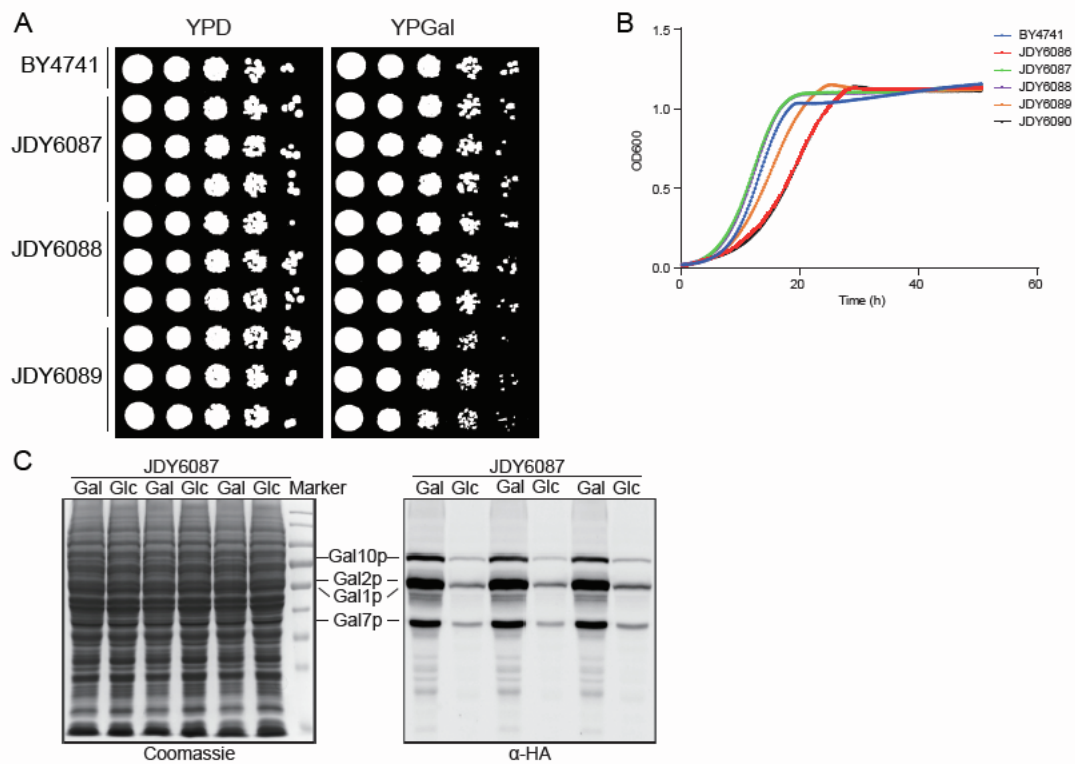 A
YPD
YPGal
BY4741
JDY6087
JDY6088
JDY6089
B
1.5
1.0
0.5
0.0
OD600
0
20
40
60
Time (h)
BY4741
JDY6086
JDY6087
JDY6088
JDY6089
JDY6090
C
JDY6087
Gal Glc Gal Glc Gal Glc Marker
Gal10p
Gal2p
Gal1p
Gal7p
Coomassie
JDY6087
Gal Glc Gal Glc Gal Glc
α-HA